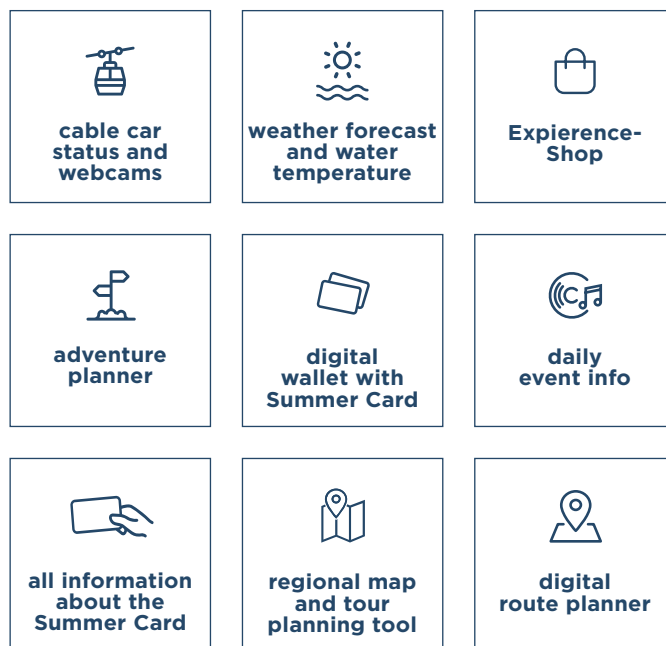 cable car
status and
webcams
weather forecast
and water
temperature
Expierence-
Shop
adventure
planner
digital
wallet with
Summer Card
daily
event info
all information
about the
Summer Card
regional map
and tour
planning tool
digital
route planner